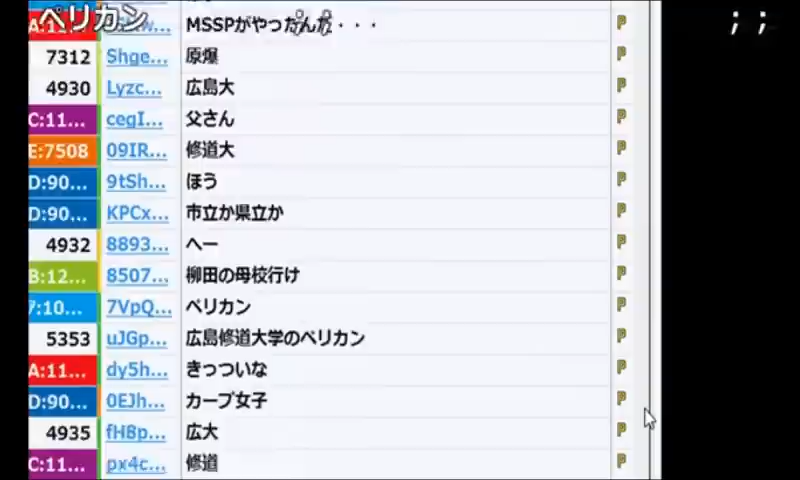 ペリカン
; ;
MSSPがやったんだ・・・
7312 Shge... 原爆 P
4930 Lyzc... 広島大 P
C:11... cegI... 父さん P
E:7508 09IR... 修道大 P
D:90... 9tSh... ほう P
D:90... KPCx... 市立か県立か P
4932 8893... へー P
B:12... 8507... 柳田の母校行け P
7:10... 7VpQ... ペリカン P
5353 uJGp... 広島修道大学のペリカン P
A:11... dy5h... きっついな P
D:90... 0EJh... カープ女子 P
4935 fH8p... 広大 P
C:11... px4c... 修道 P